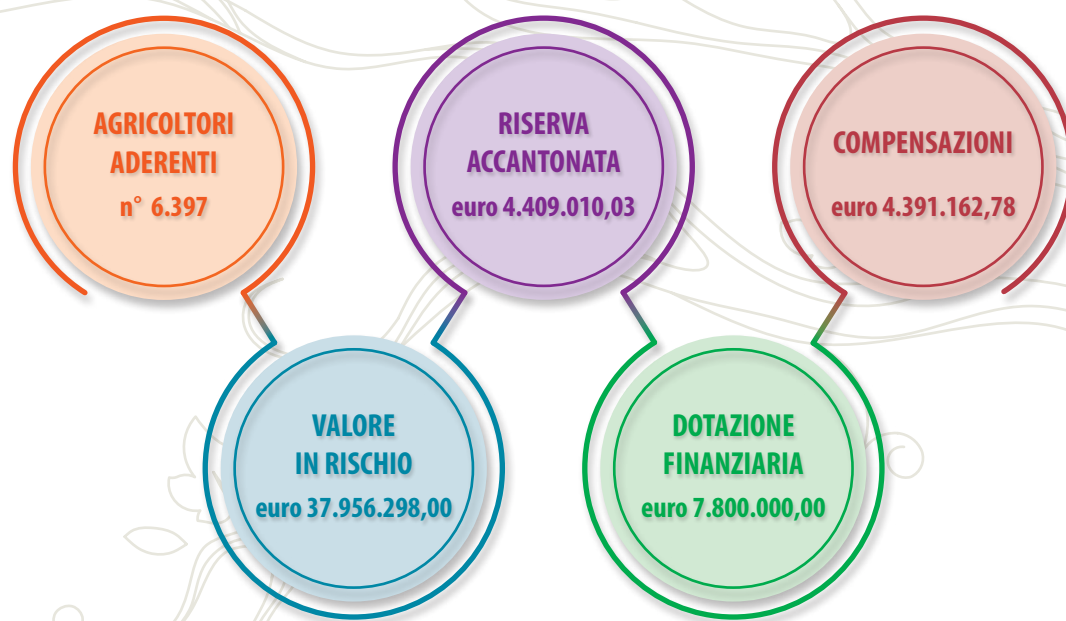 AGRICOLTORI
ADERENTI
n° 6.397
RISERVA
ACCANTONATA
euro 4.409.010,03
COMPENSAZIONI
euro 4.391.162,78
VALORE
IN RISCHIO
euro 37.956.298,00
DOTAZIONE
FINANZIARIA
euro 7.800.000,00